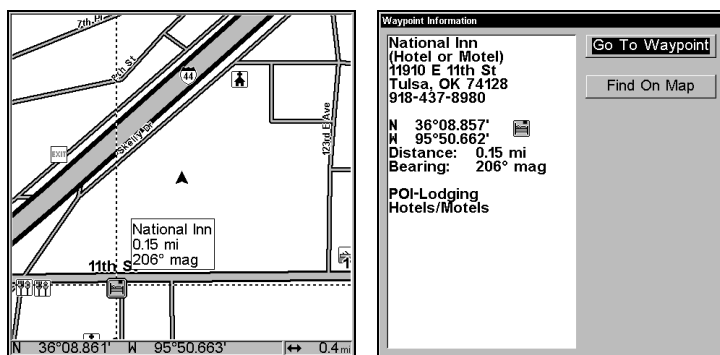 7th Pl
8th St
44
EXIT
Skelly Dr
123rd E Ave
National Inn
0.15 mi
206° mag
11th St
1
N 36°08.861' W 95°50.663' ↔ 0.4 mi
Waypoint Information
National Inn
(Hotel or Motel)
11910 E 11th St
Tulsa, OK 74128
918-437-8980
N 36°08.857'
W 95°50.662'
Distance: 0.15 mi
Bearing: 206° mag
POI-Lodging
Hotels/Motels
Go To Waypoint
Find On Map